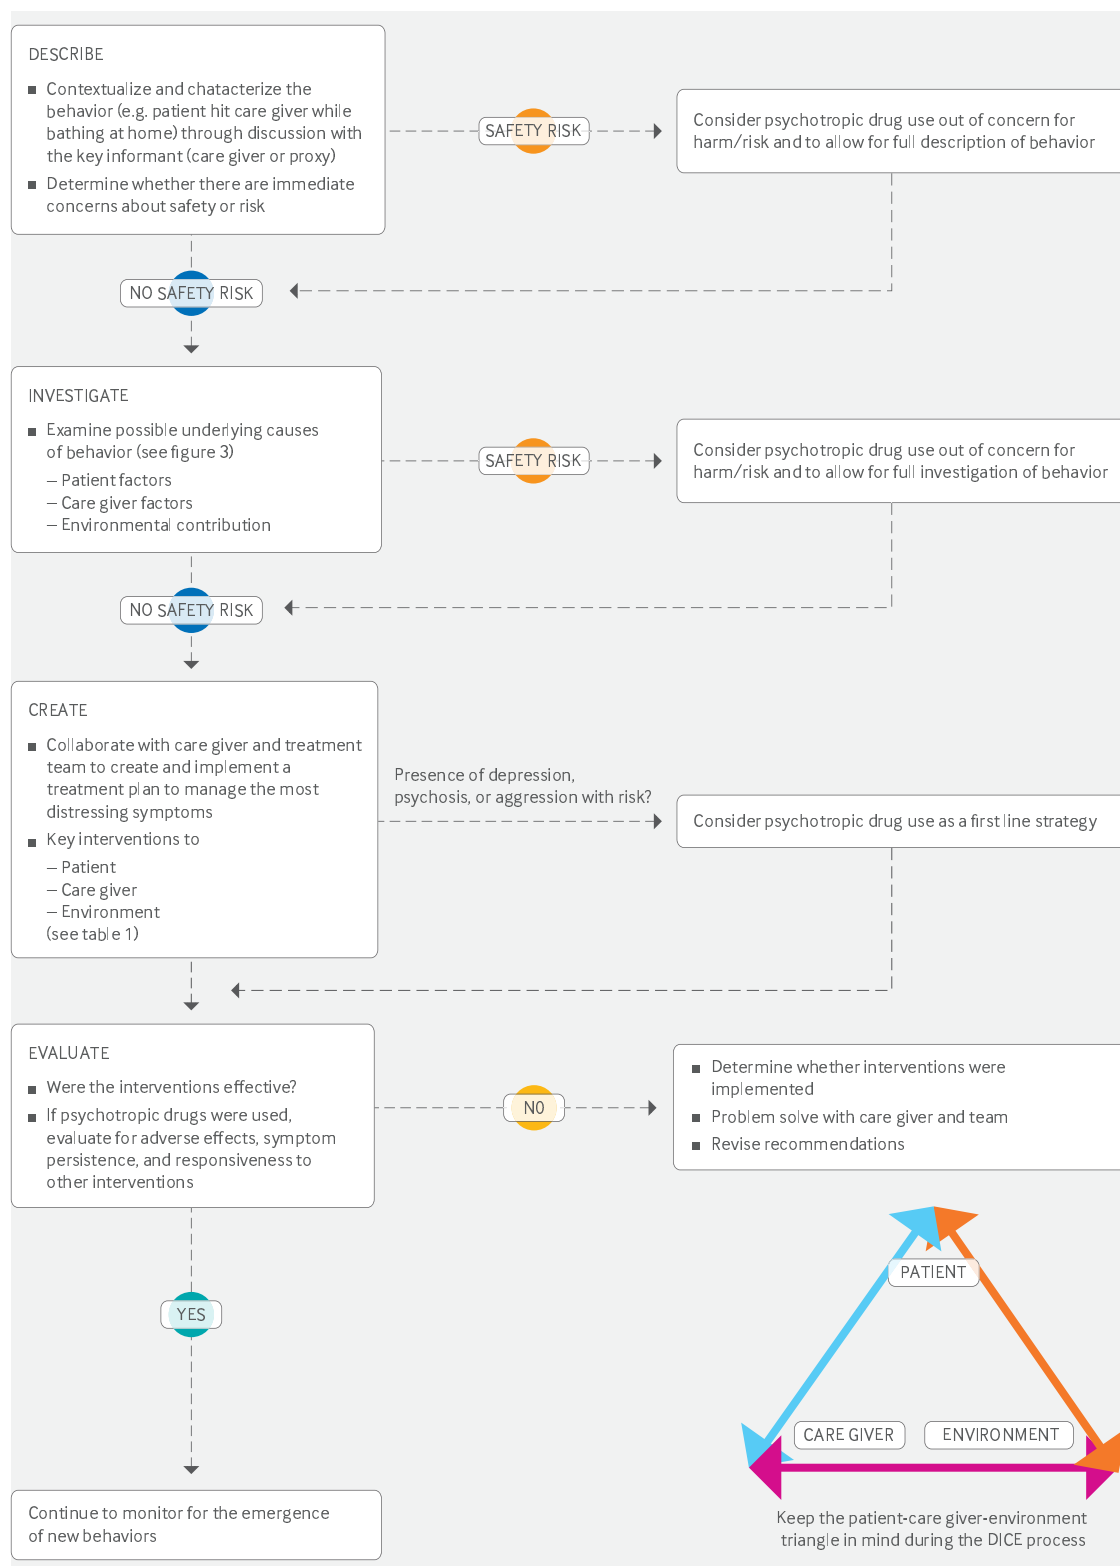 DESCRIBE
■ Contextualize and chatacterize the
behavior (e.g. patient hit care giver while
bathing at home) through discussion with
the key informant (care giver or proxy)
■ Determine whether there are immediate
concerns about safety or risk
SAFETY RISK
Consider psychotropic drug use out of concern for
harm/risk and to allow for full description of behavior
NO SAFETY RISK
INVESTIGATE
■ Examine possible underlying causes
of behavior (see figure 3)
– Patient factors
– Care giver factors
– Environmental contribution
SAFETY RISK
Consider psychotropic drug use out of concern for
harm/risk and to allow for full investigation of behavior
NO SAFETY RISK
CREATE
■ Collaborate with care giver and treatment
team to create and implement a
treatment plan to manage the most
distressing symptoms
■ Key interventions to
– Patient
– Care giver
– Environment
(see table 1)
Presence of depression,
psychosis, or aggression with risk?
Consider psychotropic drug use as a first line strategy
EVALUATE
■ Were the interventions effective?
■ If psychotropic drugs were used,
evaluate for adverse effects, symptom
persistence, and responsiveness to
other interventions
N0
■ Determine whether interventions were
implemented
■ Problem solve with care giver and team
■ Revise recommendations
YES
Continue to monitor for the emergence
of new behaviors
PATIENT
CARE GIVER
ENVIRONMENT
Keep the patient-care giver-environment
triangle in mind during the DICE process